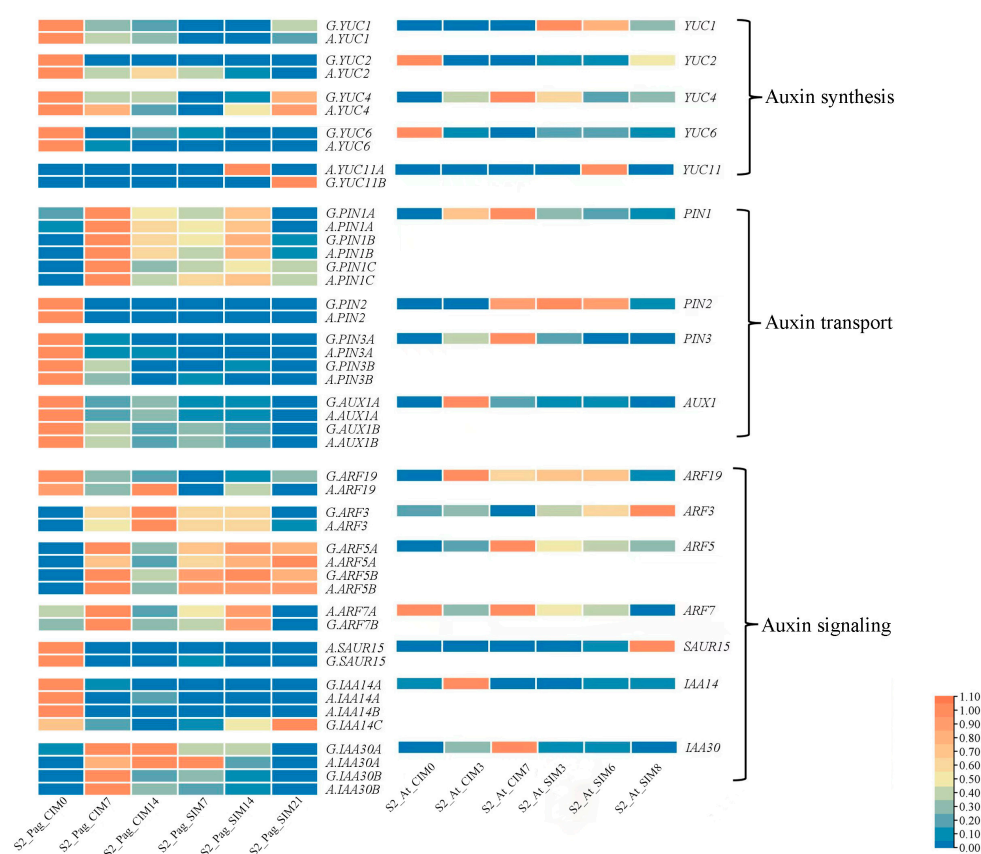 G.YUC1 YUC1
A.YUC1
G.YUC2 YUC2
A.YUC2
G.YUC4 YUC4
A.YUC4
Auxin synthesis
G.YUC6 YUC6
A.YUC6
A.YUC11A YUC11
G.YUC11B
G.PIN1A PIN1
A.PIN1A
G.PIN1B
A.PIN1B
G.PIN1C
A.PIN1C
G.PIN2 PIN2
A.PIN2
Auxin transport
G.PIN3A PIN3
A.PIN3A
G.PIN3B
A.PIN3B
G.AUX1A AUX1
A.AUX1A
G.AUX1B
A.AUX1B
G.ARF19 ARF19
A.ARF19
G.ARF3 ARF3
A.ARF3
G.ARF5A ARF5
A.ARF5A
G.ARF5B
A.ARF5B
A.ARF7A ARF7
G.ARF7B
Auxin signaling
A.SAUR15 SAUR15
G.SAUR15
G.IAA14A IAA14
A.IAA14A
A.IAA14B
G.IAA14C
G.IAA30A IAA30
A.IAA30A
G.IAA30B
A.IAA30B
S2_Pag_CIM0 S2_Pag_CIM7 S2_Pag_CIM14 S2_Pag_SIM7 S2_Pag_SIM14 S2_Pag_SIM21
S2_At_CIM0 S2_At_CIM3 S2_At_CIM7 S2_At_SIM3 S2_At_SIM6 S2_At_SIM8
1.10
1.00
0.90
0.80
0.70
0.60
0.50
0.40
0.30
0.20
0.10
0.00